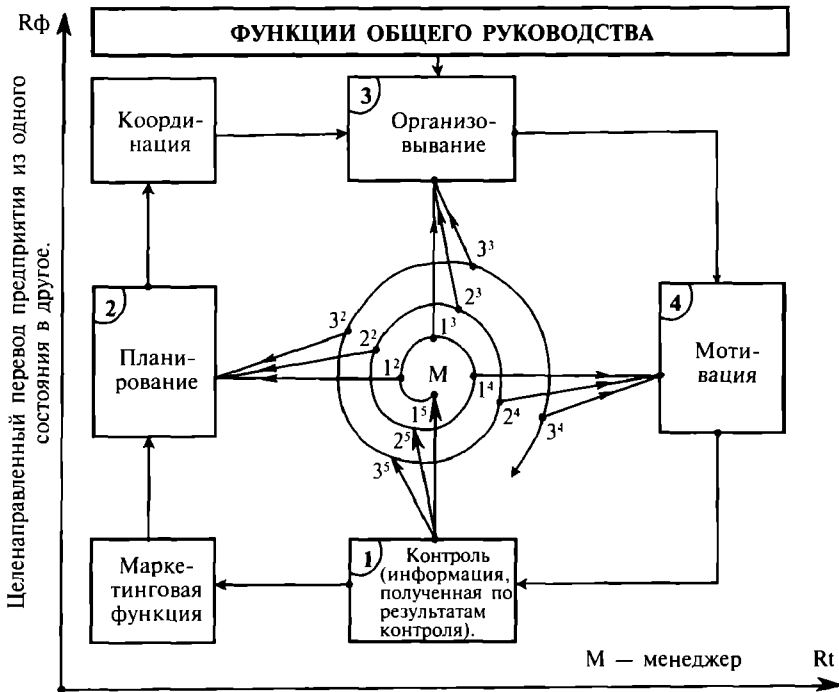 Rф
ФУНКЦИИ ОБЩЕГО РУКОВОДСТВА
Целенаправленный перевод предприятия из одного
состояния в другое.
Коорди-
нация
3
Организо-
вывание
2
Плани-
рование
4
Моти-
вация
3³
2³
1³
3²
2²
1²
М
1⁴
2⁴
3⁴
1⁵
2⁵
3⁵
Марке-
тинговая
функция
1
Контроль
(информация,
полученная по
результатам
контроля).
М — менеджер
Rt